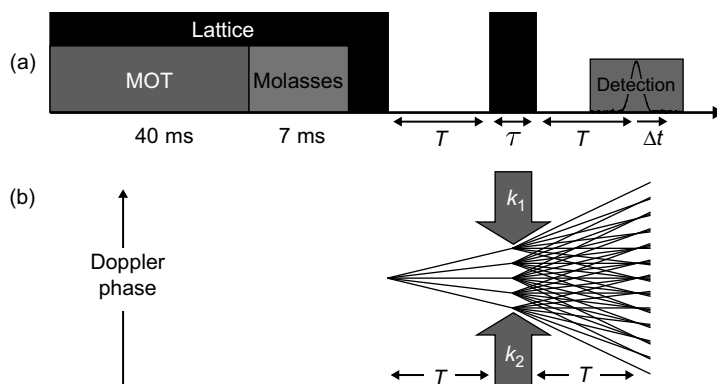 (a)
Lattice
MOT
Molasses
Detection
40 ms
7 ms
T
τ
T
Δt
(b)
Doppler
phase
k1
k2
T
T